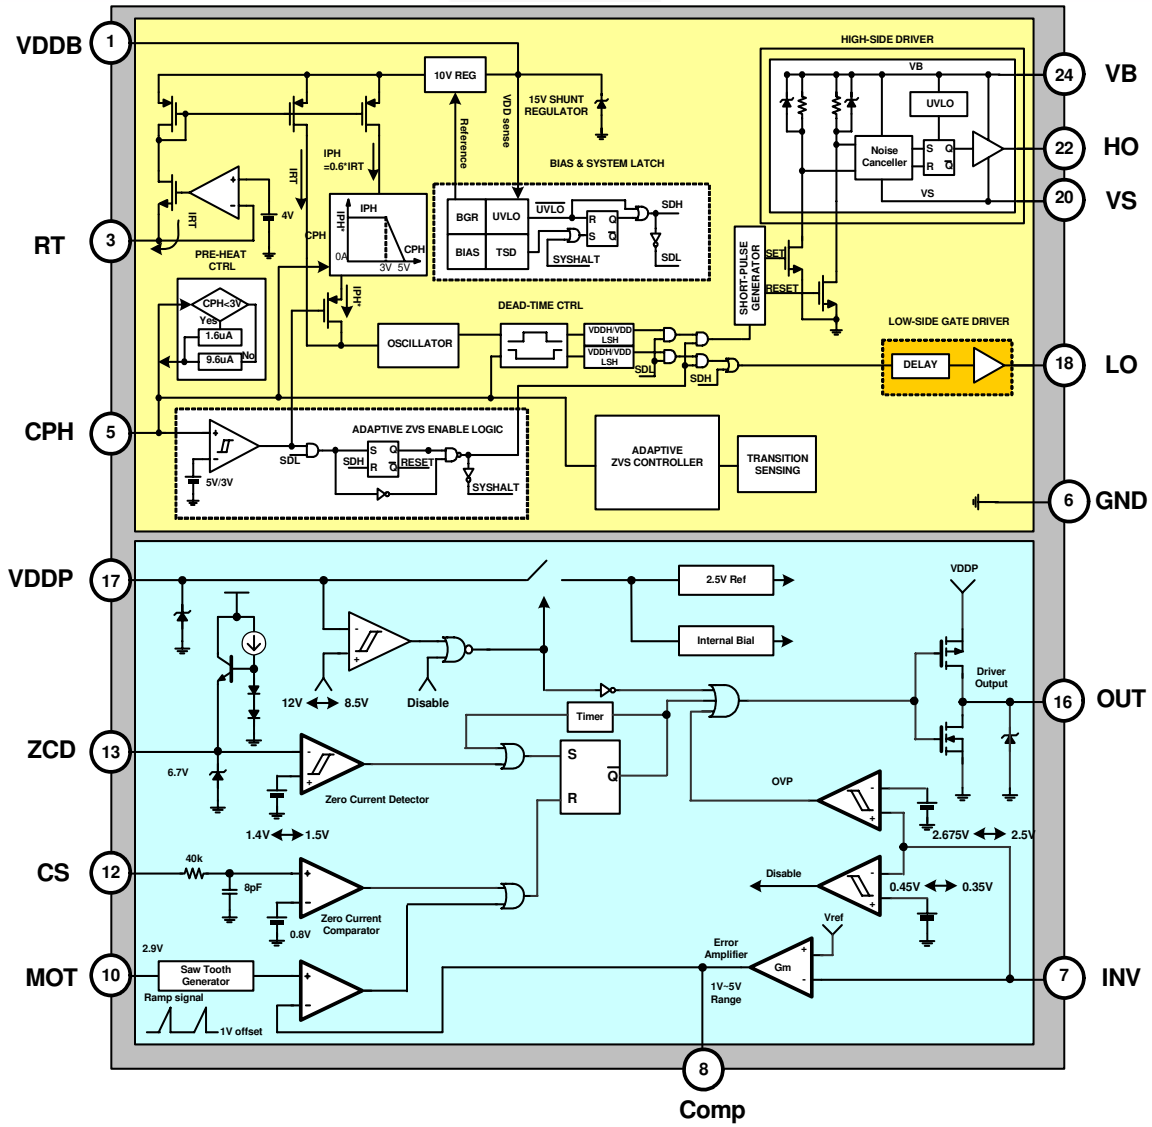 VDDB
1
HIGH-SIDE DRIVER
VB
24
VB
10V REG
15V SHUNT
REGULATOR
UVLO
VDD sense
Reference
IPH
=0.6*IRT
IRT
BIAS & SYSTEM LATCH
Noise
Canceller
S
Q
R
Q
22
HO
VS
20
VS
IPH
IPH*
CPH
CPH
0A
3V
5V
BGR
UVLO
BIAS
TSD
UVLO
R
Q
S
Q
SDH
SDL
SYSHALT
4V
IRT
RT
3
PRE-HEAT
CTRL
CPH<3V
Yes
1.6uA
9.6uA
No
IPH*
SHORT-PULSE
GENERATOR
SET
RESET
DEAD-TIME CTRL
OSCILLATOR
VDDH/VDD
LSH
VDDH/VDD
LSH
SDL
SDH
LOW-SIDE GATE DRIVER
DELAY
18
LO
CPH
5
ADAPTIVE ZVS ENABLE LOGIC
5V/3V
SDL
SDH
S
Q
R
Q
RESET
SYSHALT
ADAPTIVE
ZVS CONTROLLER
TRANSITION
SENSING
6
GND
VDDP
17
2.5V Ref
Internal Bial
VDDP
12V
8.5V
Disable
Driver
Output
16
OUT
Timer
ZCD
13
6.7V
Zero Current Detector
1.4V
1.5V
S
Q
R
OVP
2.675V
2.5V
CS
12
40k
8pF
0.8V
Zero Current
Comparator
Disable
0.45V
0.35V
Vref
MOT
10
2.9V
Saw Tooth
Generator
Ramp signal
1V offset
Error
Amplifier
Gm
1V~5V
Range
7
INV
8
Comp